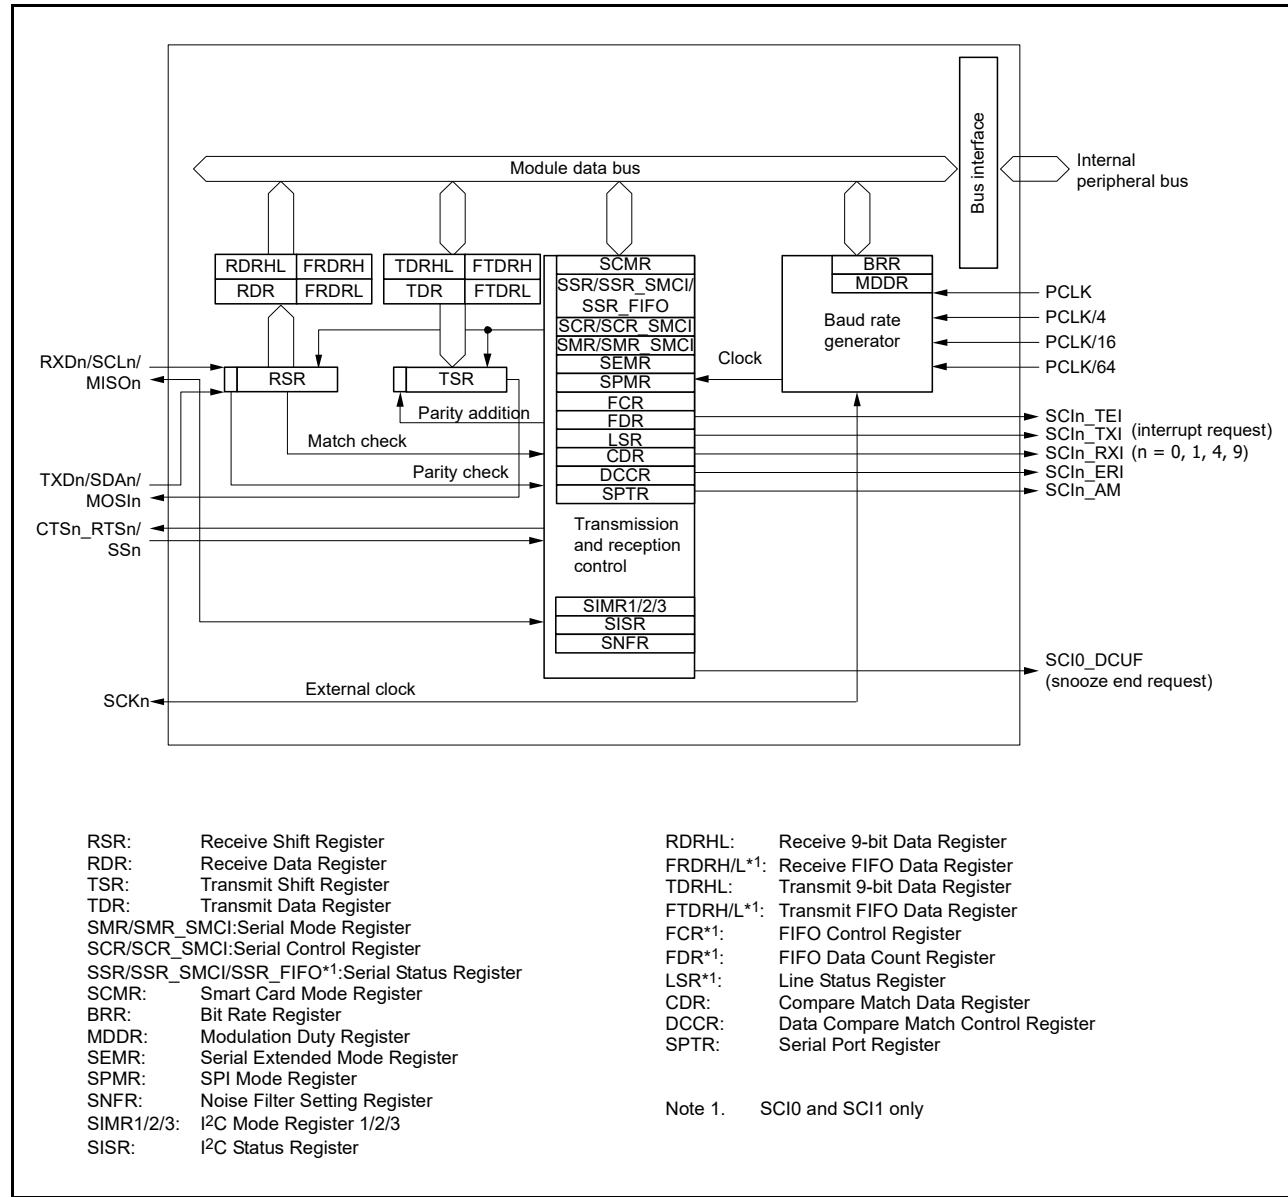 Bus interface
Module data bus
Internal
peripheral bus
RDRHL FRDRH
RDR FRDRL
TDRHL FTDRH
TDR FTDRL
SCMR
SSR/SSR_SMCI/
SSR_FIFO
SCR/SCR_SMCI
SMR/SMR_SMCI
SEMR
SPMR
FCR
FDR
LSR
CDR
DCCR
SPTR
Transmission
and reception
control
SIMR1/2/3
SISR
SNFR
BRR
MDDR
Baud rate
generator
Clock
PCLK
PCLK/4
PCLK/16
PCLK/64
RXDn/SCLn/
MISOn
RSR
TSR
Parity addition
Match check
Parity check
TXDn/SDAn/
MOSIn
CTSn_RTSn/
SSn
SCIn_TEI
SCIn_TXI (interrupt request)
SCIn_RXI (n = 0, 1, 4, 9)
SCIn_ERI
SCIn_AM
SCI0_DCUF
(snooze end request)
External clock
SCKn
RSR: Receive Shift Register
RDR: Receive Data Register
TSR: Transmit Shift Register
TDR: Transmit Data Register
SMR/SMR_SMCI:Serial Mode Register
SCR/SCR_SMCI:Serial Control Register
SSR/SSR_SMCI/SSR_FIFO*1:Serial Status Register
SCMR: Smart Card Mode Register
BRR: Bit Rate Register
MDDR: Modulation Duty Register
SEMR: Serial Extended Mode Register
SPMR: SPI Mode Register
SNFR: Noise Filter Setting Register
SIMR1/2/3: I2C Mode Register 1/2/3
SISR: I2C Status Register
RDRHL: Receive 9-bit Data Register
FRDRH/L*1: Receive FIFO Data Register
TDRHL: Transmit 9-bit Data Register
FTDRH/L*1: Transmit FIFO Data Register
FCR*1: FIFO Control Register
FDR*1: FIFO Data Count Register
LSR*1: Line Status Register
CDR: Compare Match Data Register
DCCR: Data Compare Match Control Register
SPTR: Serial Port Register
Note 1. SCI0 and SCI1 only